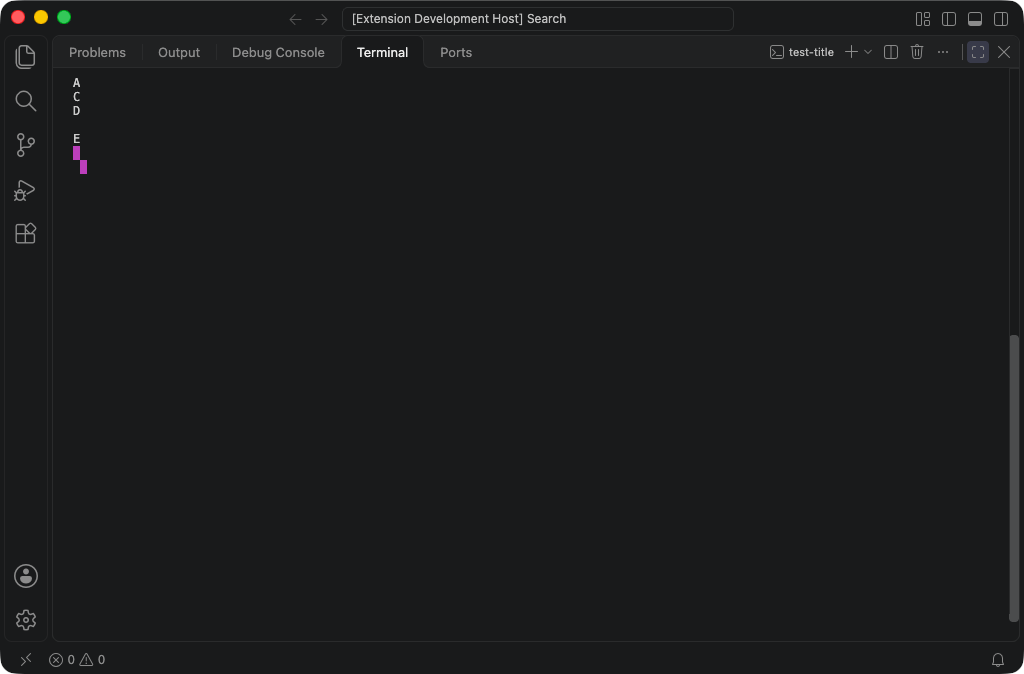 [Extension Development Host] Search
Problems Output Debug Console Terminal Ports test-title
A
C
D
E
0 0